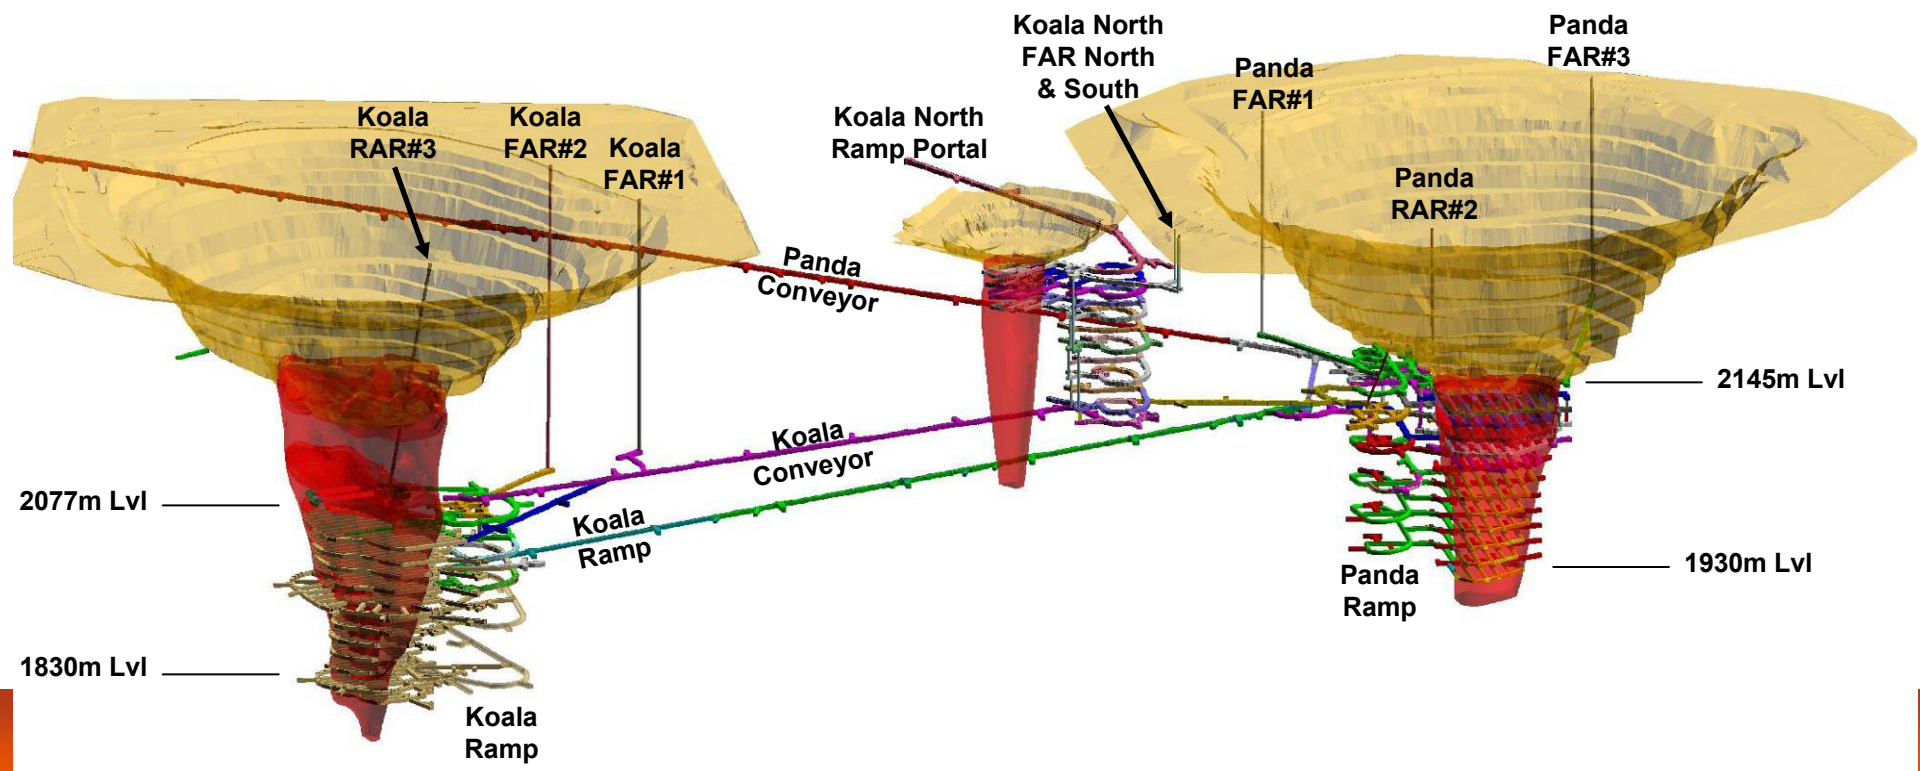 Koala North
FAR North
& South
Panda
FAR#3
Panda
FAR#1
Koala
RAR#3
Koala
FAR#2
Koala
FAR#1
Koala North
Ramp Portal
Panda
RAR#2
Panda
Conveyor
2145m Lvl
Koala
Conveyor
2077m Lvl
Koala
Ramp
1930m Lvl
Panda
Ramp
1830m Lvl
Koala
Ramp